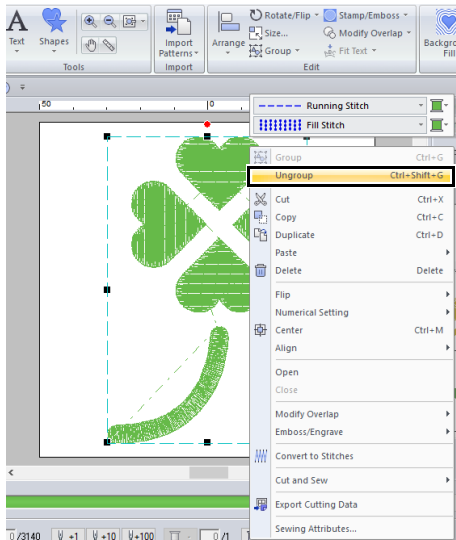 A
Text
Shapes
Tools
Import
Patterns
Import
Arrange
Rotate/Flip
Size...
Group
Stamp/Emboss
Modify Overlap
Fit Text
Edit
Fill
50
0
Running Stitch
Fill Stitch
Group Ctrl+G
Ungroup Ctrl+Shift+G
Cut Ctrl+X
Copy Ctrl+C
Duplicate Ctrl+D
Paste
Delete Delete
Flip
Numerical Setting
Center Ctrl+M
Align
Open
Close
Modify Overlap
Emboss/Engrave
Convert to Stitches
Cut and Sew
Export Cutting Data
Sewing Attributes...
0 /3140 +1 +10 +100 0 /1